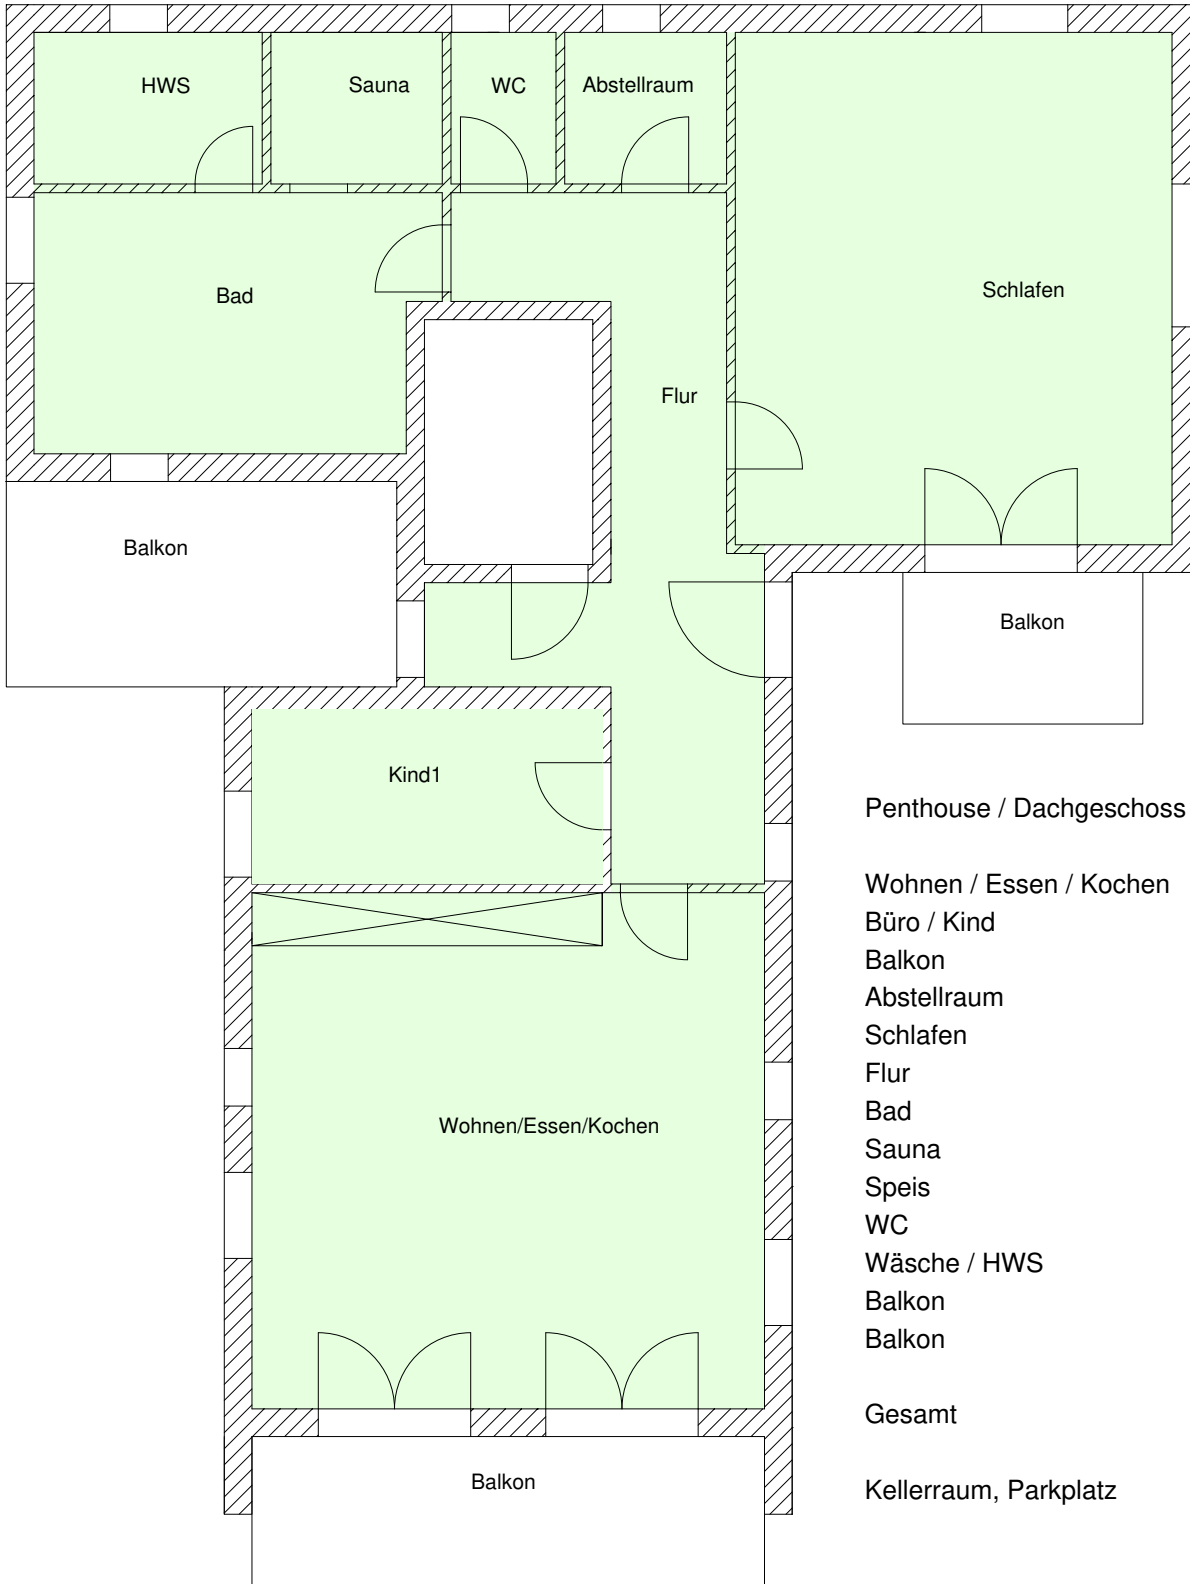 HWS
Sauna
WC
Abstellraum
Bad
Schlafen
Flur
Balkon
Balkon
Kind1
Wohnen/Essen/Kochen
Balkon
Penthouse / Dachgeschoss
Wohnen / Essen / Kochen
Büro / Kind
Balkon
Abstellraum
Schlafen
Flur
Bad
Sauna
Speis
WC
Wäsche / HWS
Balkon
Balkon
Gesamt
Kellerraum, Parkplatz